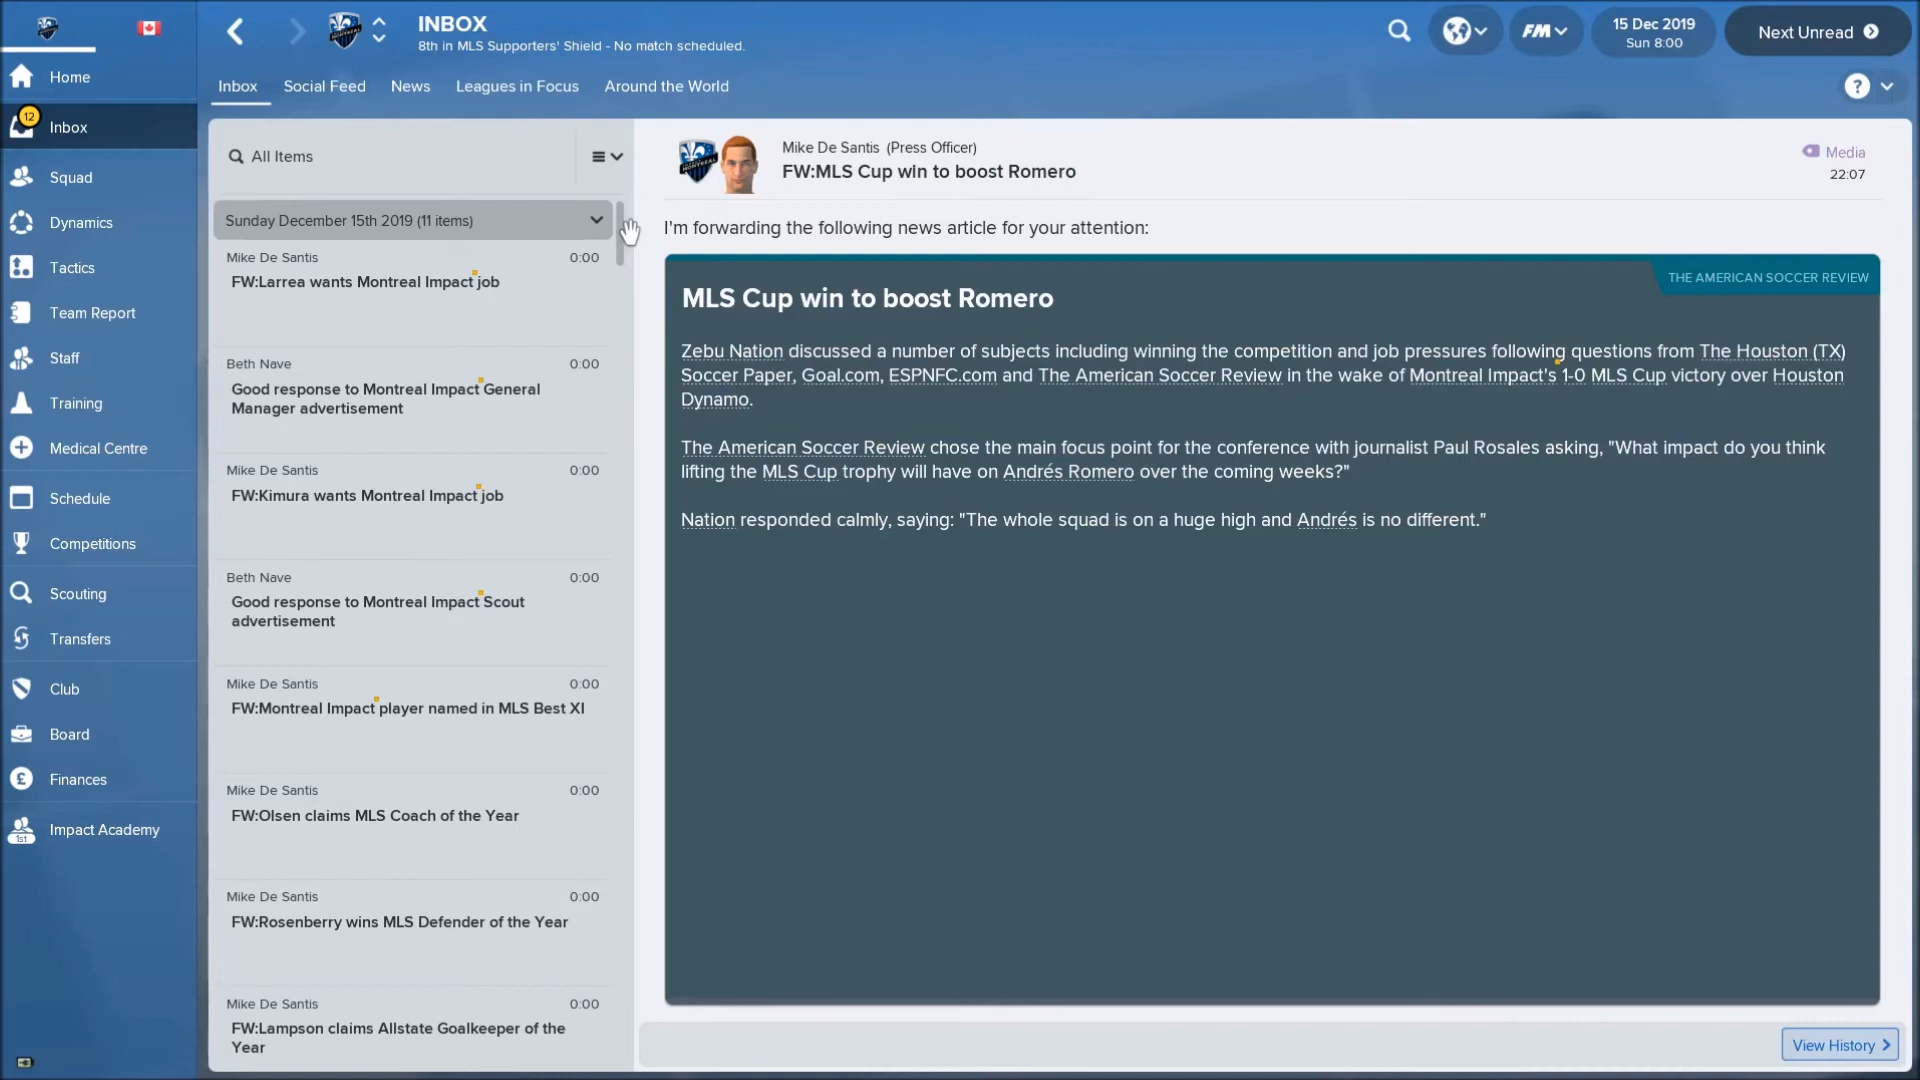 INBOX
8th in MLS Supporters' Shield - No match scheduled.
FM
15 Dec 2019
Sun 8:00
Next Unread
Inbox
Social Feed
News
Leagues in Focus
Around the World
?
Home
12
Inbox
Squad
Dynamics
Tactics
Team Report
Staff
Training
Medical Centre
Schedule
Competitions
Scouting
Transfers
Club
Board
£
Finances
1st
Impact Academy
All Items
Sunday December 15th 2019 (11 items)
Mike De Santis 0:00
FW:Larrea wants Montreal Impact job
Beth Nave 0:00
Good response to Montreal Impact General
Manager advertisement
Mike De Santis 0:00
FW:Kimura wants Montreal Impact job
Beth Nave 0:00
Good response to Montreal Impact Scout
advertisement
Mike De Santis 0:00
FW:Montreal Impact player named in MLS Best XI
Mike De Santis 0:00
FW:Olsen claims MLS Coach of the Year
Mike De Santis 0:00
FW:Rosenberry wins MLS Defender of the Year
Mike De Santis 0:00
FW:Lampson claims Allstate Goalkeeper of the
Year
MONTREAL
Mike De Santis (Press Officer)
FW:MLS Cup win to boost Romero
Media
22:07
I'm forwarding the following news article for your attention:
THE AMERICAN SOCCER REVIEW
MLS Cup win to boost Romero
Zebu Nation discussed a number of subjects including winning the competition and job pressures following questions from The Houston (TX)
Soccer Paper, Goal.com, ESPNFC.com and The American Soccer Review in the wake of Montreal Impact's 1-0 MLS Cup victory over Houston
Dynamo.
The American Soccer Review chose the main focus point for the conference with journalist Paul Rosales asking, "What impact do you think
lifting the MLS Cup trophy will have on Andrés Romero over the coming weeks?"
Nation responded calmly, saying: "The whole squad is on a huge high and Andrés is no different."
View History